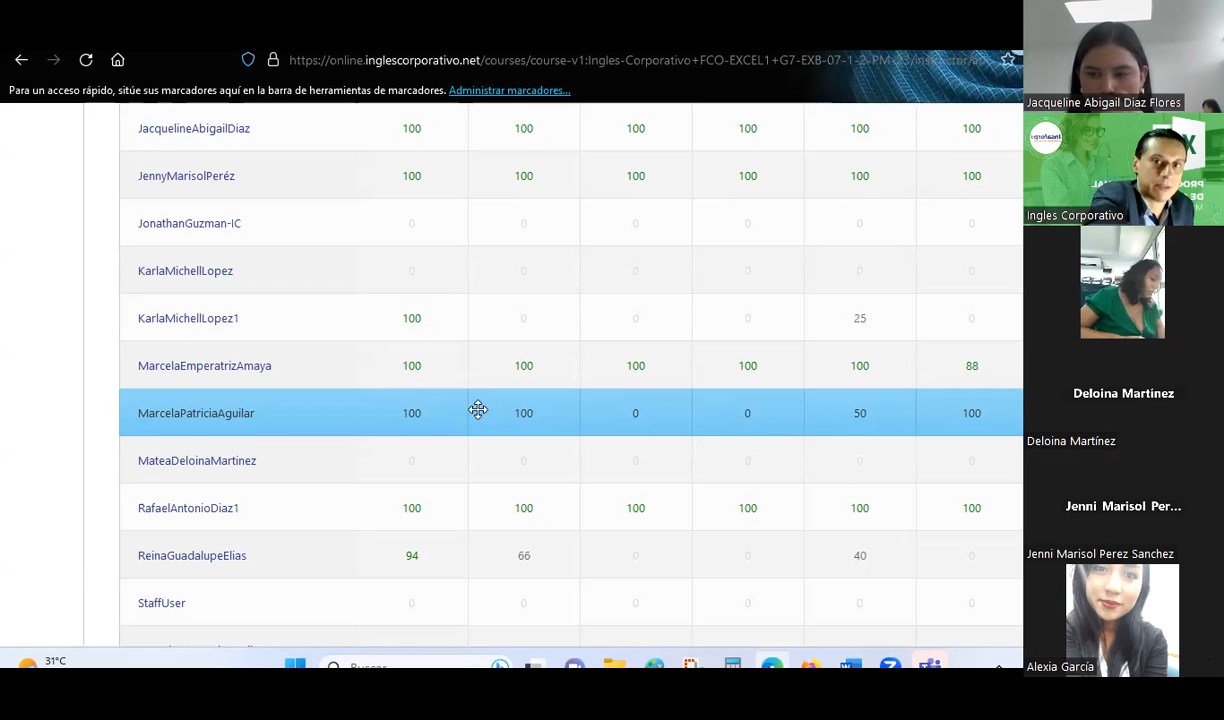 https://online.inglescorporativo.net/courses/course-v1:Ingles-Corporativo+FCO-EXCEL1+G7-EXB-07-1-2-PM-
Para un acceso rápido, sitúe sus marcadores aquí en la barra de herramientas de marcadores. Administrar marcadores...
JacquelineAbigailDiaz 100 100 100 100 100 100
JennyMarisolPeréz 100 100 100 100 100 100
JonathanGuzman-IC 0 0 0 0 0 0
KarlaMichellLopez 0 0 0 0 0 0
KarlaMichellLopez1 100 0 0 0 25 0
MarcelaEmperatrizAmaya 100 100 100 100 100 88
MarcelaPatriciaAguilar 100 100 0 0 50 100
MateaDeloinaMartinez 0 0 0 0 0 0
RafaelAntonioDiaz1 100 100 100 100 100 100
ReinaGuadalupeElias 94 66 0 0 40 0
StaffUser 0 0 0 0 0 0
31°C
Buscar
Jacqueline Abigail Diaz Flores
Ingles Corporativo
Deloina Martínez
Deloina Martínez
Jenni Marisol Per...
Jenni Marisol Perez Sanchez
Alexia García